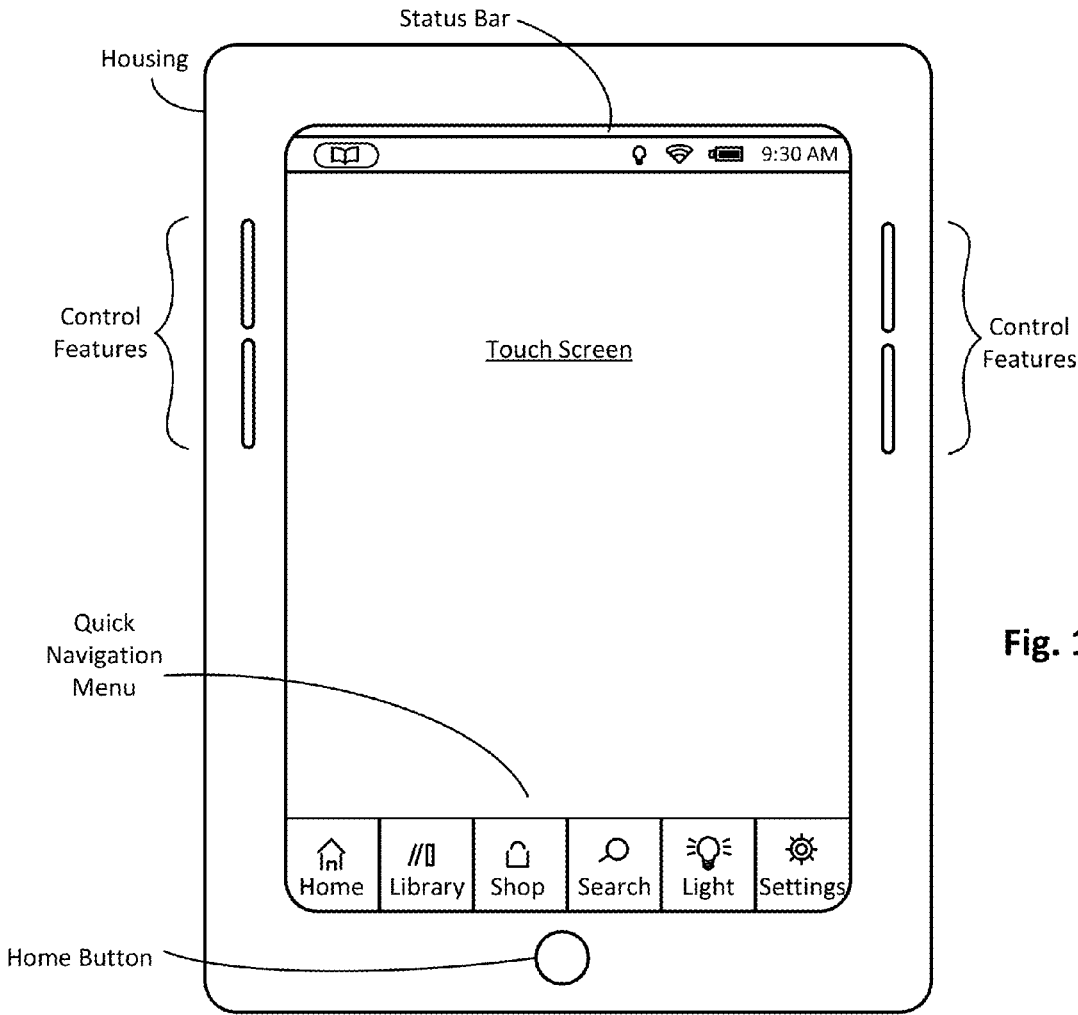 Status Bar
Housing
9:30 AM
Control
Features
Touch Screen
Control
Features
Quick
Navigation
Menu
Fig.
Home
Library
Shop
Search
Light
Settings
Home Button